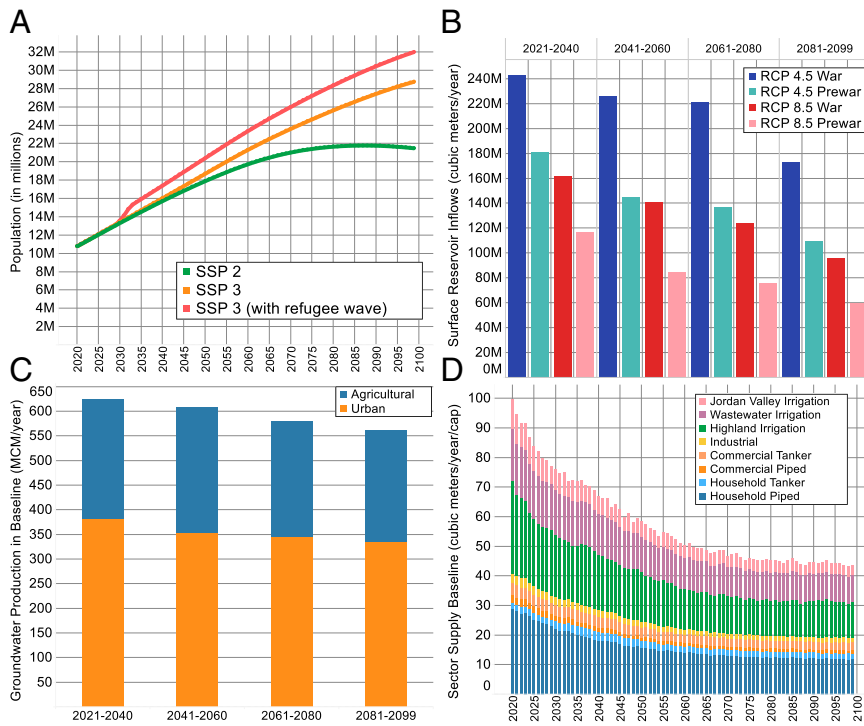 A
Population (in millions)
32M
30M
28M
26M
24M
22M
20M
18M
16M
14M
12M
10M
8M
6M
4M
2M
SSP 2
SSP 3
SSP 3 (with refugee wave)
2020
2025
2030
2035
2040
2045
2050
2055
2060
2065
2070
2075
2080
2085
2090
2095
2100
B
2021-2040 2041-2060 2061-2080 2081-2099
Surface Reservoir Inflows (cubic meters/year)
240M
220M
200M
180M
160M
140M
120M
100M
80M
60M
40M
20M
0M
RCP 4.5 War
RCP 4.5 Prewar
RCP 8.5 War
RCP 8.5 Prewar
C
Groundwater Production in Baseline (MCM/year)
650
600
550
500
450
400
350
300
250
200
150
100
50
Agricultural
Urban
2021-2040 2041-2060 2061-2080 2081-2099
D
Sector Supply Baseline (cubic meters/year/cap)
100
90
80
70
60
50
40
30
20
10
0
Jordan Valley Irrigation
Wastewater Irrigation
Highland Irrigation
Industrial
Commercial Tanker
Commercial Piped
Household Tanker
Household Piped
2020
2025
2030
2035
2040
2045
2050
2055
2060
2065
2070
2075
2080
2085
2090
2095
210